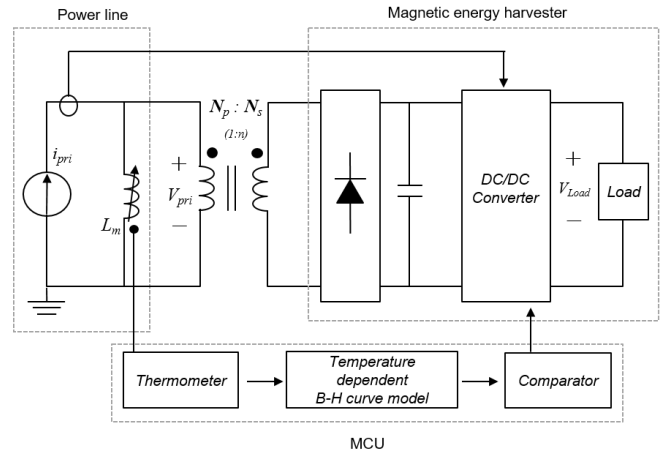 Power line
Magnetic energy harvester
Np : Ns
(1:n)
ipri
+
Vpri
−
Lm
DC/DC
Converter
+
VLoad
−
Load
Thermometer
Temperature
dependent
B-H curve model
Comparator
MCU